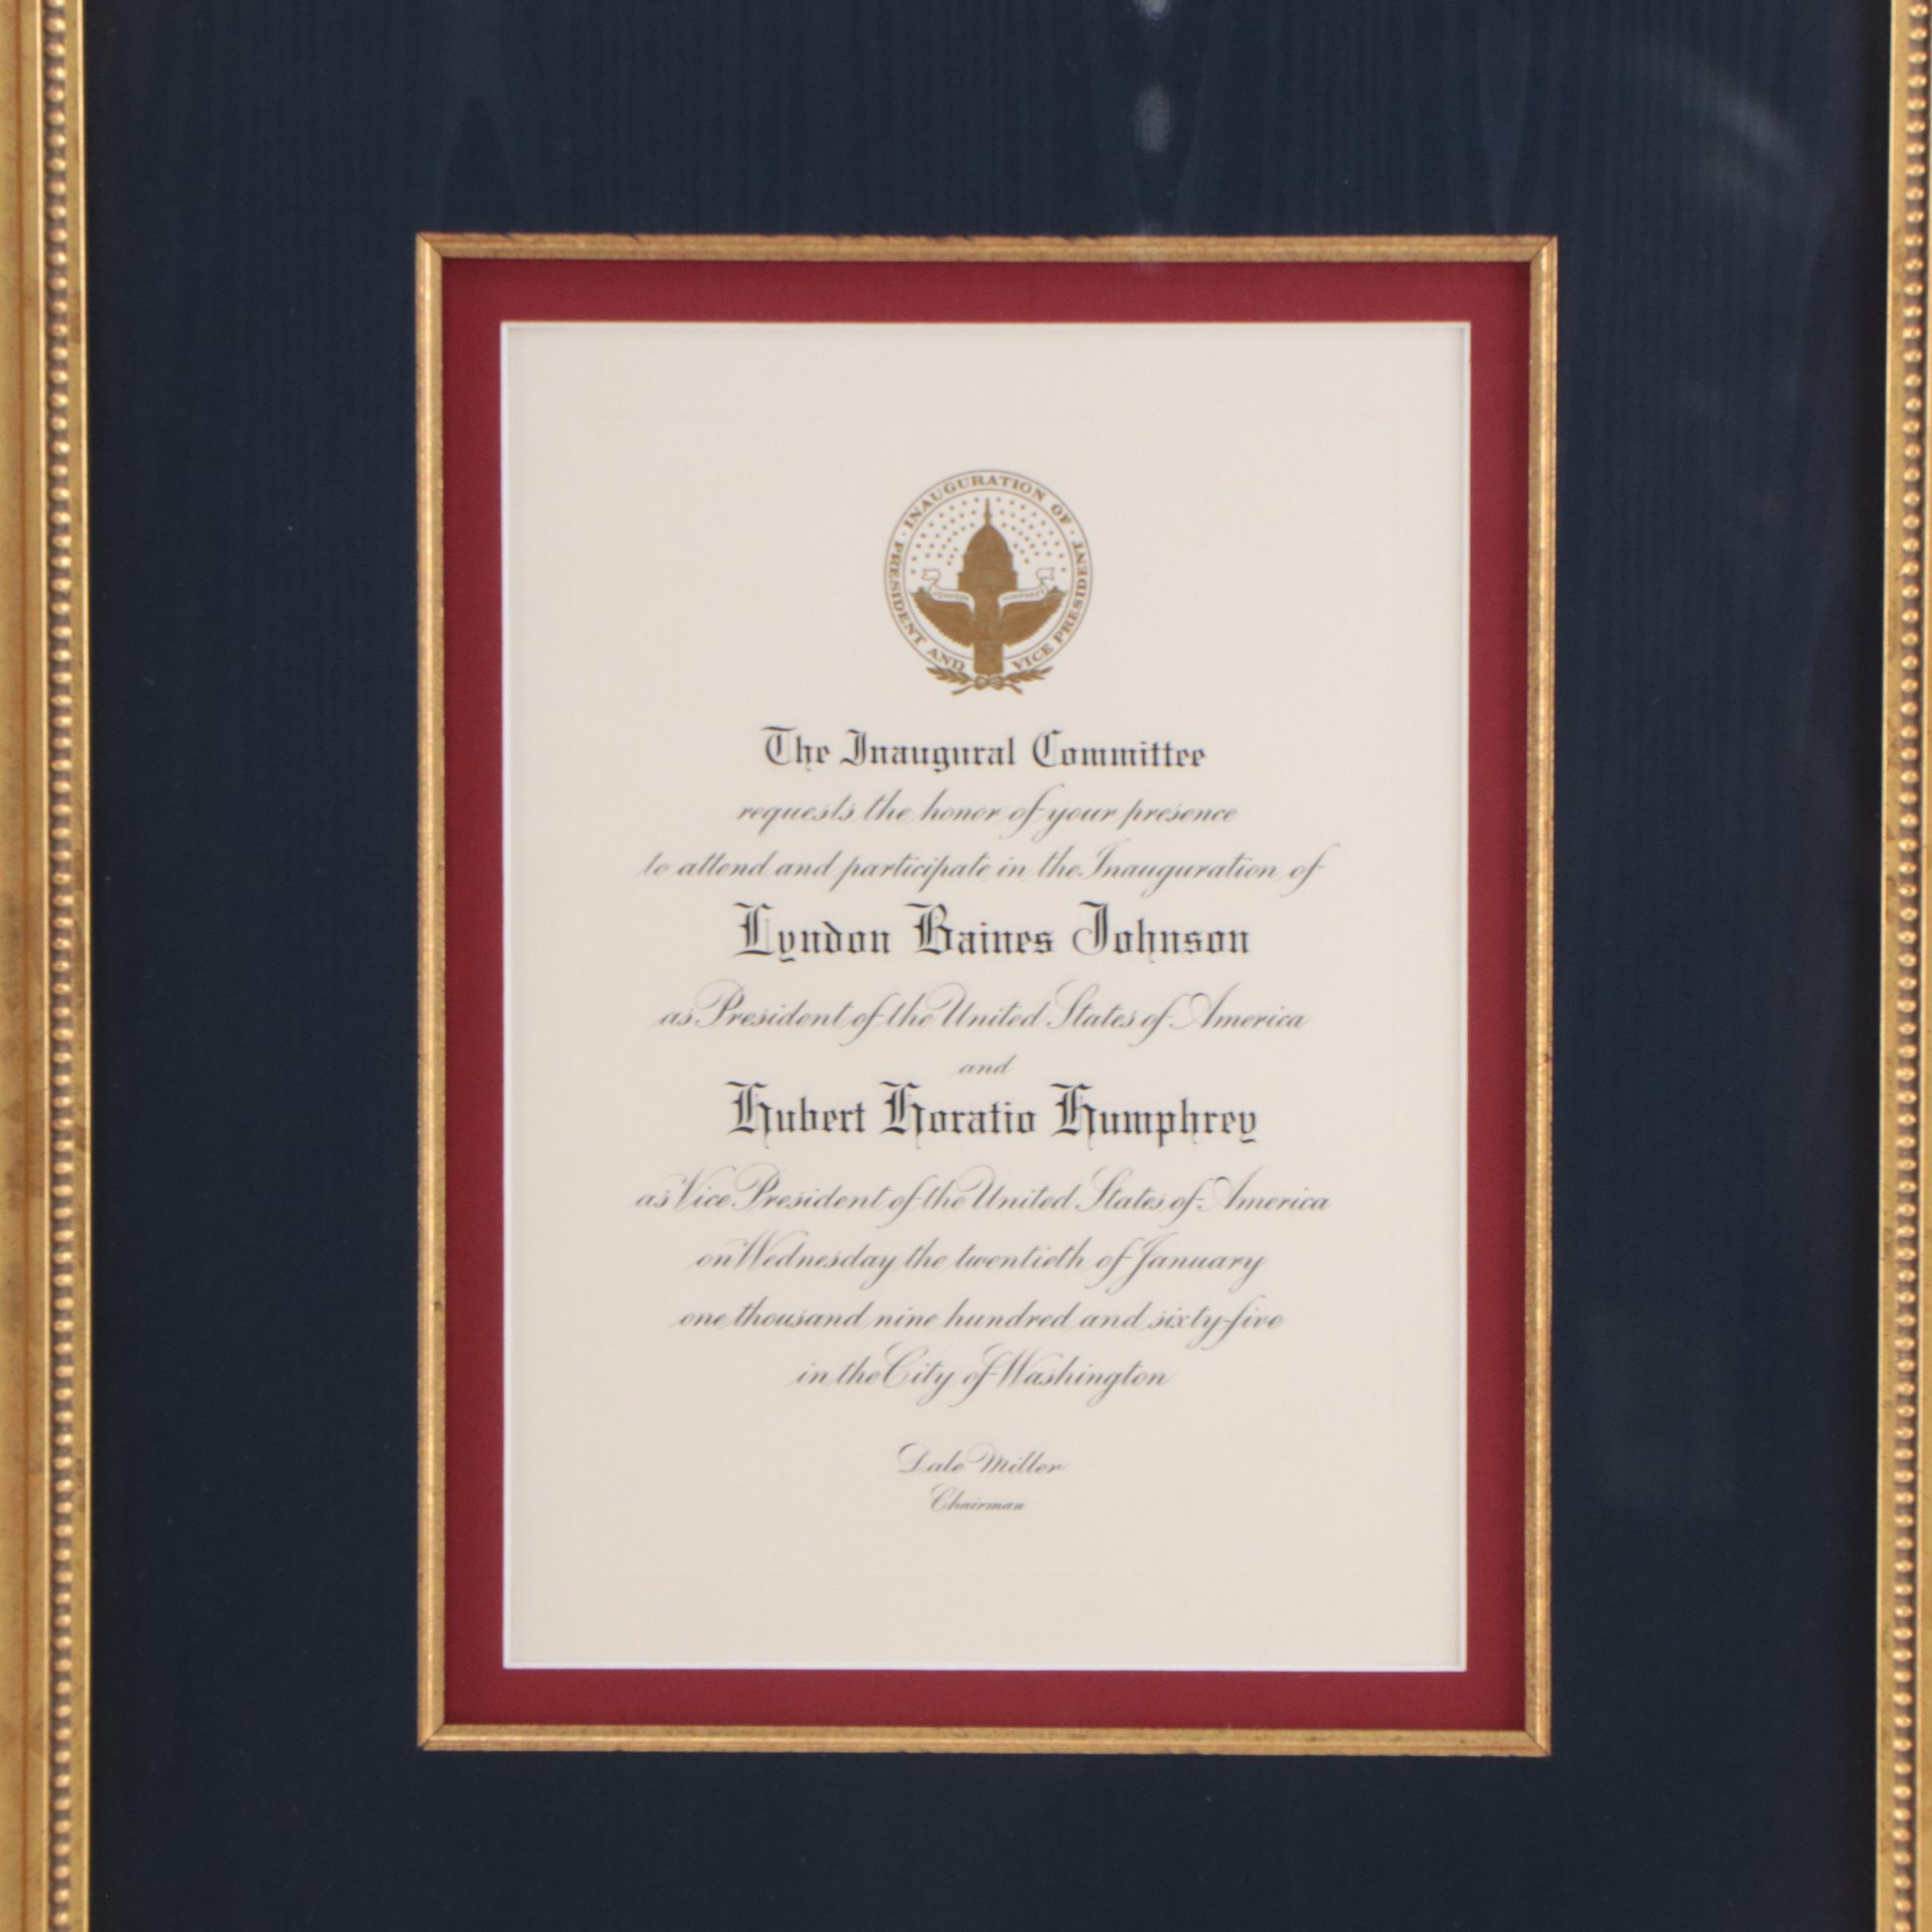 INAUGURATION OF · PRESIDENT AND VICE PRESIDENT ·
JOHNSON HUMPHREY
The Inaugural Committee
requests the honor of your presence
to attend and participate in the Inauguration of
Lyndon Baines Johnson
as President of the United States of America
and
Hubert Horatio Humphrey
as Vice President of the United States of America
on Wednesday the twentieth of January
one thousand nine hundred and sixty-five
in the City of Washington
Dale Miller
Chairman